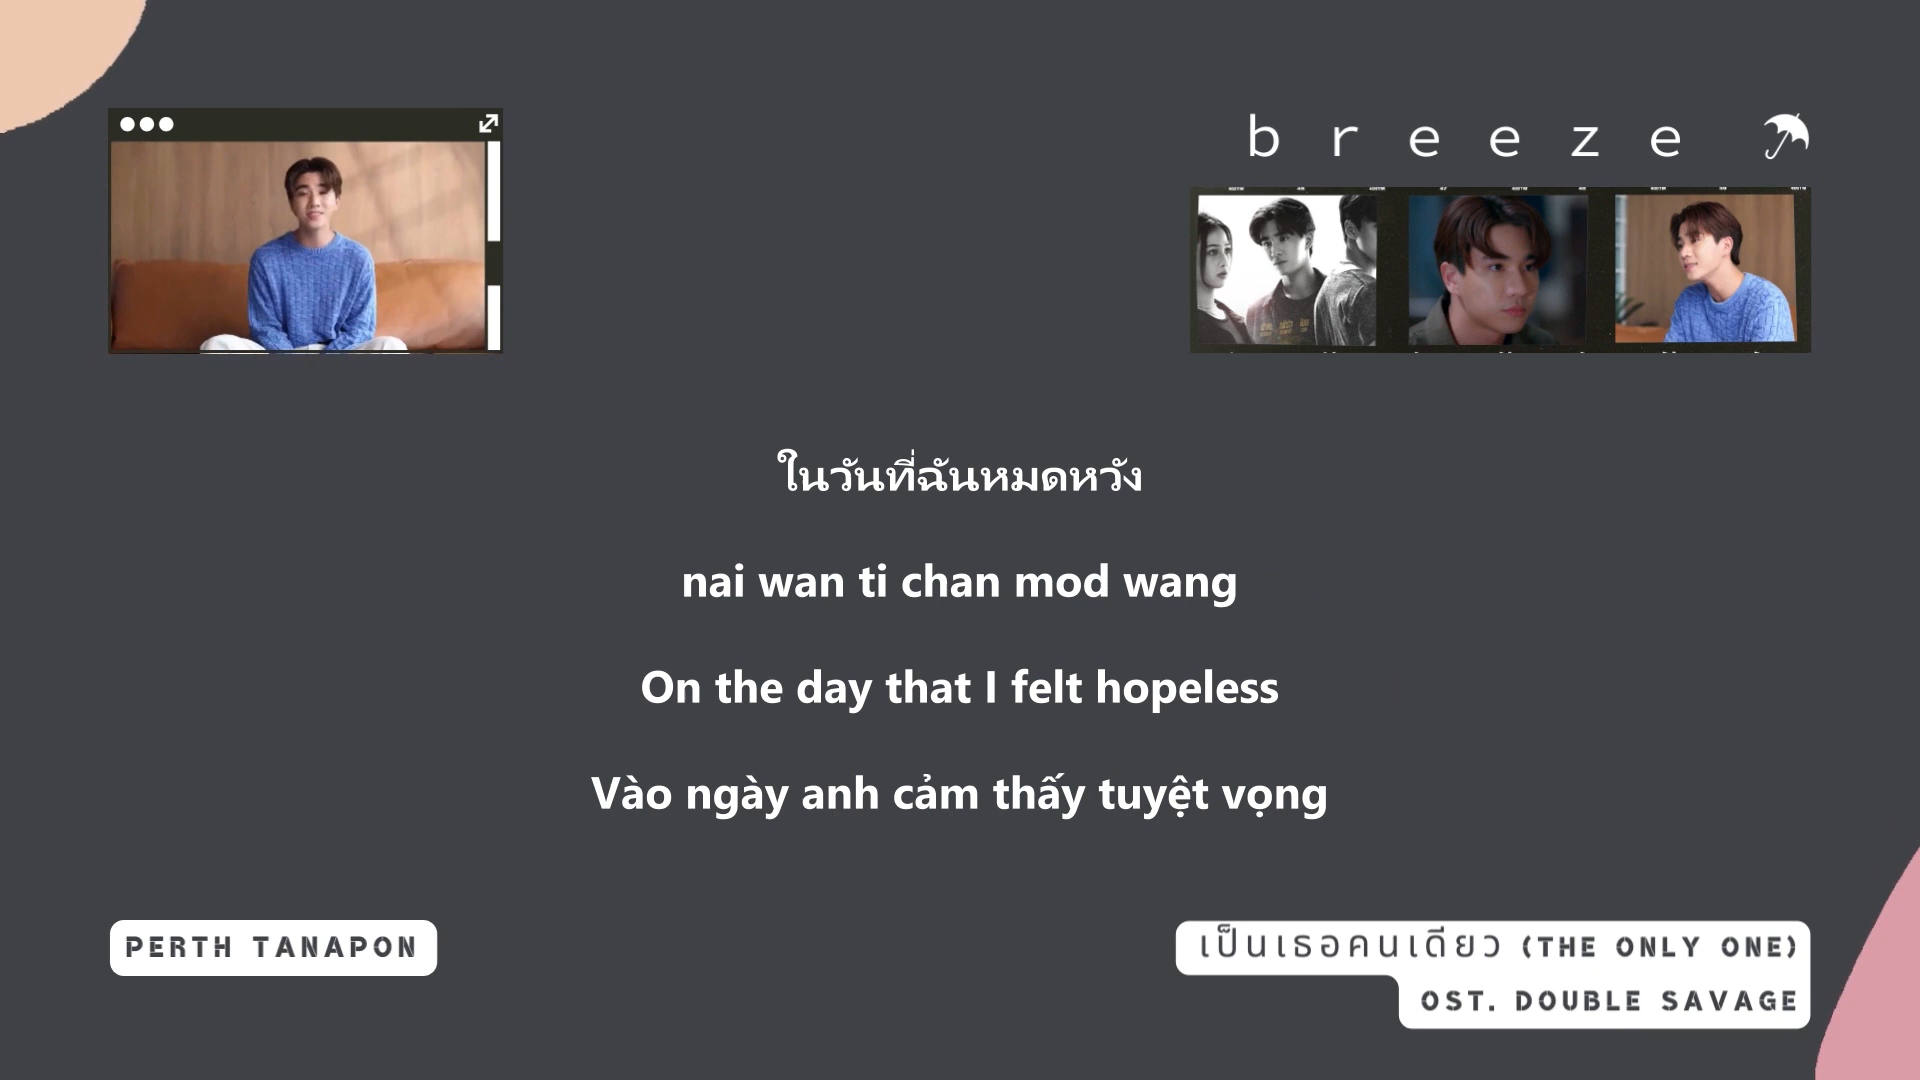 b r e e z e
ในวันที่ฉันหมดหวัง
nai wan ti chan mod wang
On the day that I felt hopeless
Vào ngày anh cảm thấy tuyệt vọng
PERTH TANAPON
เป็นเธอคนเดียว (THE ONLY ONE)
OST. DOUBLE SAVAGE